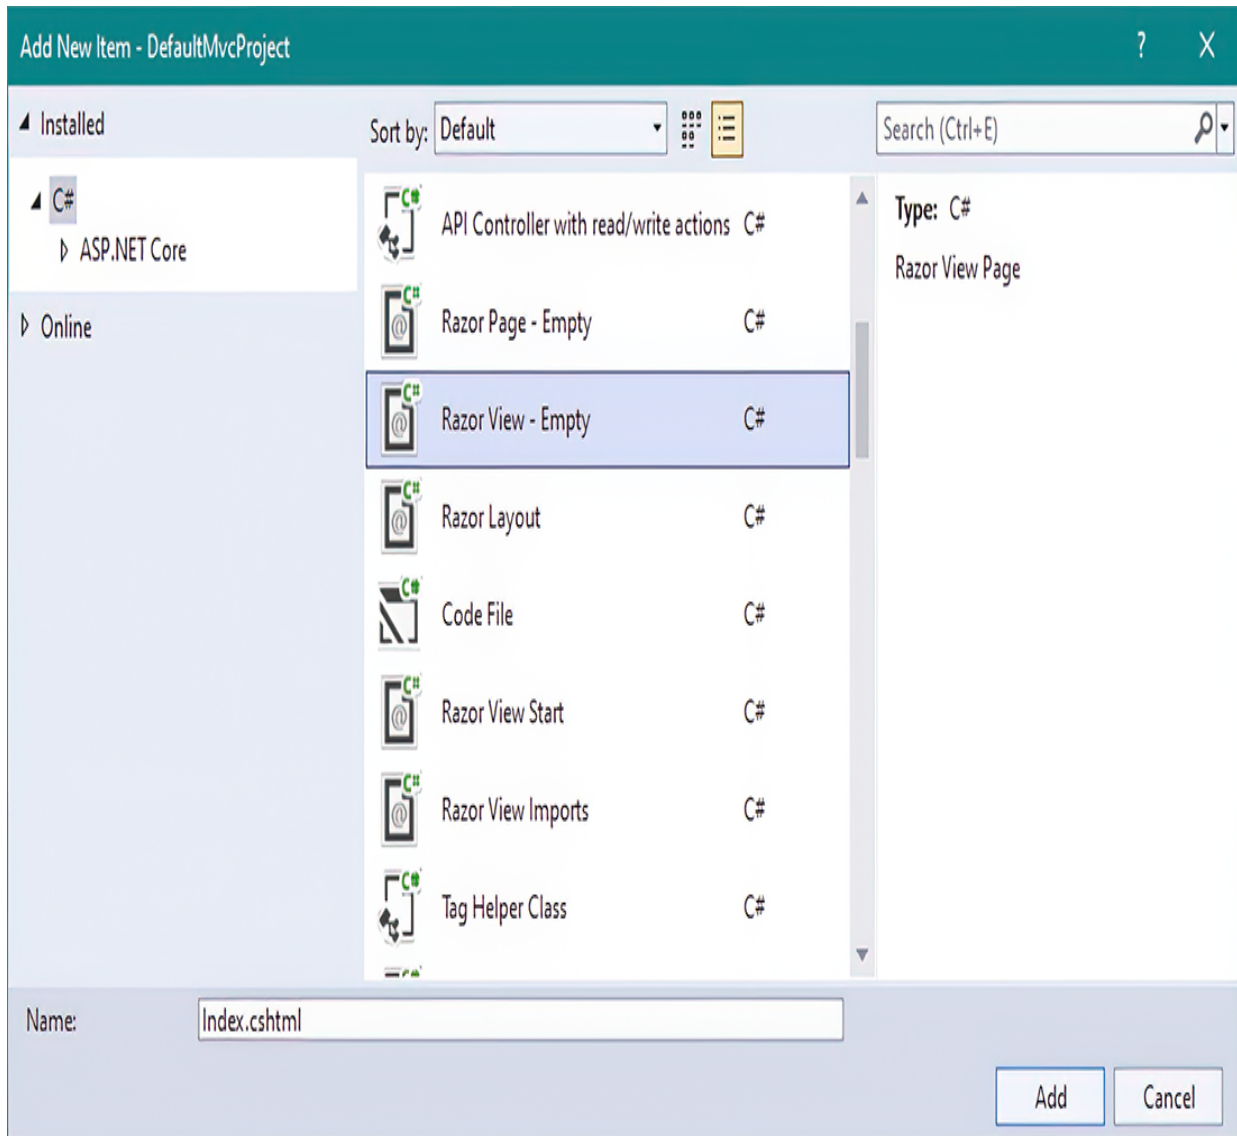 Add New Item - DefaultMvcProject ? X
Installed
Sort by: Default
Search (Ctrl+E)
C#
ASP.NET Core
Online
API Controller with read/write actions C#
Razor Page - Empty C#
Razor View - Empty C#
Razor Layout C#
Code File C#
Razor View Start C#
Razor View Imports C#
Tag Helper Class C#
Type: C#
Razor View Page
Name: Index.cshtml
Add Cancel